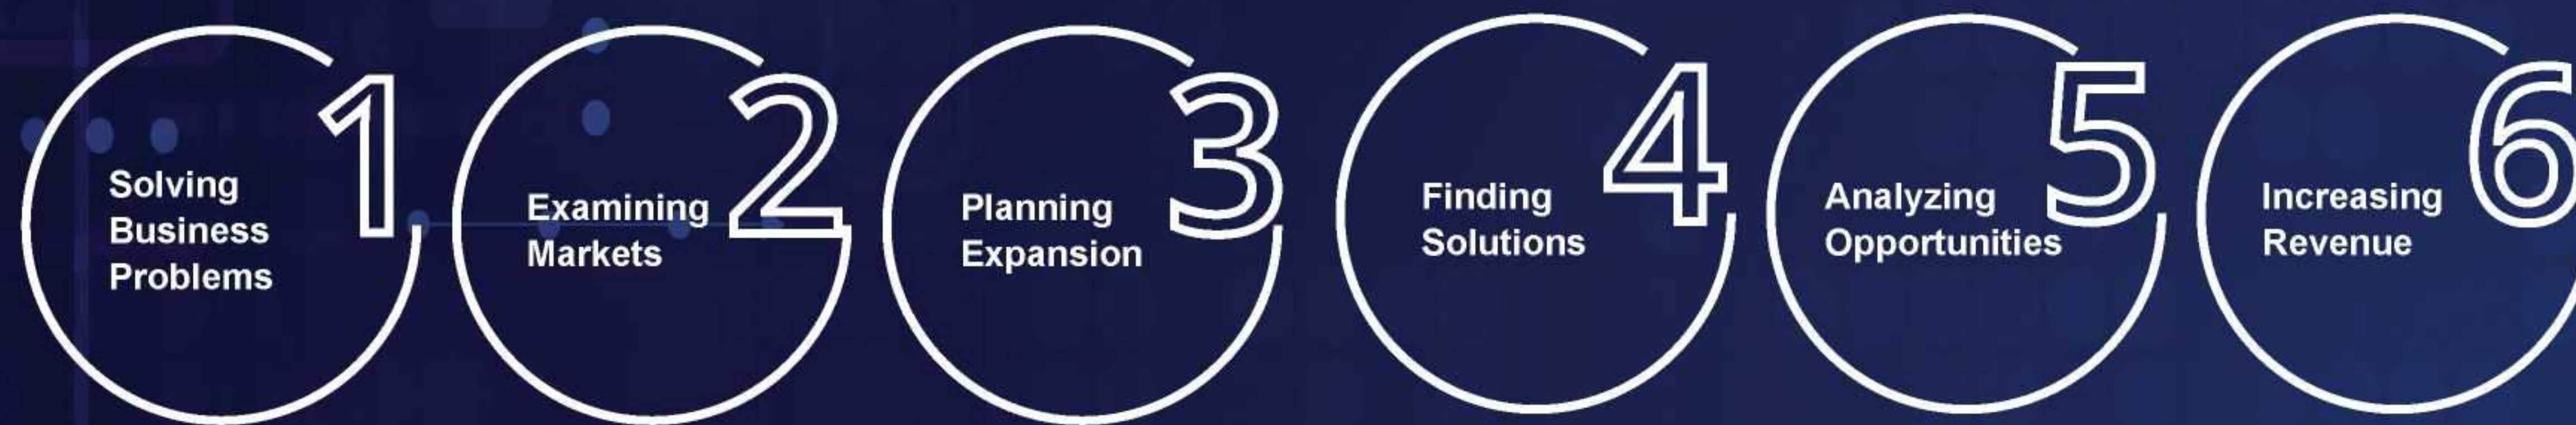 1
Solving
Business
Problems
2
Examining
Markets
3
Planning
Expansion
4
Finding
Solutions
5
Analyzing
Opportunities
6
Increasing
Revenue